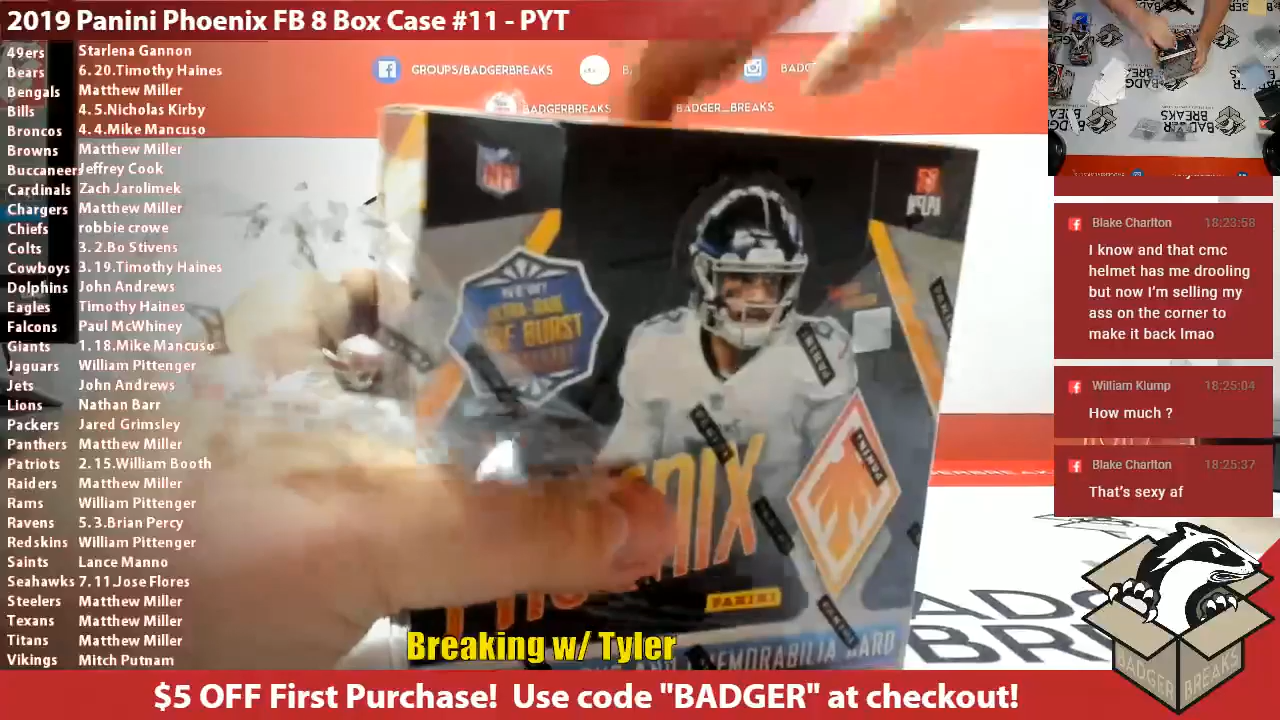 2019 Panini Phoenix FB 8 Box Case #11 - PYT
49ers Starlena Gannon
Bears 6.20.Timothy Haines
Bengals Matthew Miller
Bills 4.5.Nicholas Kirby
Broncos 4.4.Mike Mancuso
Browns Matthew Miller
Buccaneers Jeffrey Cook
Cardinals Zach Jarolimek
Chargers Matthew Miller
Chiefs robbie crowe
Colts 3.2.Bo Stivens
Cowboys 3.19.Timothy Haines
Dolphins John Andrews
Eagles Timothy Haines
Falcons Paul McWhiney
Giants 1.18.Mike Mancuso
Jaguars William Pittenger
Jets John Andrews
Lions Nathan Barr
Packers Jared Grimsley
Panthers Matthew Miller
Patriots 2.15.William Booth
Raiders Matthew Miller
Rams William Pittenger
Ravens 5.3.Brian Percy
Redskins William Pittenger
Saints Lance Manno
Seahawks 7.11.Jose Flores
Steelers Matthew Miller
Texans Matthew Miller
Titans Matthew Miller
Vikings Mitch Putnam
GROUPS/BADGERBREAKS
BADGERBREAKS
BADGER_BREAKS
NFL
NFLPA
BURST
PANINI
PANINI
PANINI
MEMORABILIA CARD
Breaking w/ Tyler
Blake Charlton 18:23:58
I know and that cmc
helmet has me drooling
but now I'm selling my
ass on the corner to
make it back lmao
William Klump 18:25:04
How much ?
Blake Charlton 18:25:37
That's sexy af
BADGER BREAKS
$5 OFF First Purchase! Use code "BADGER" at checkout!